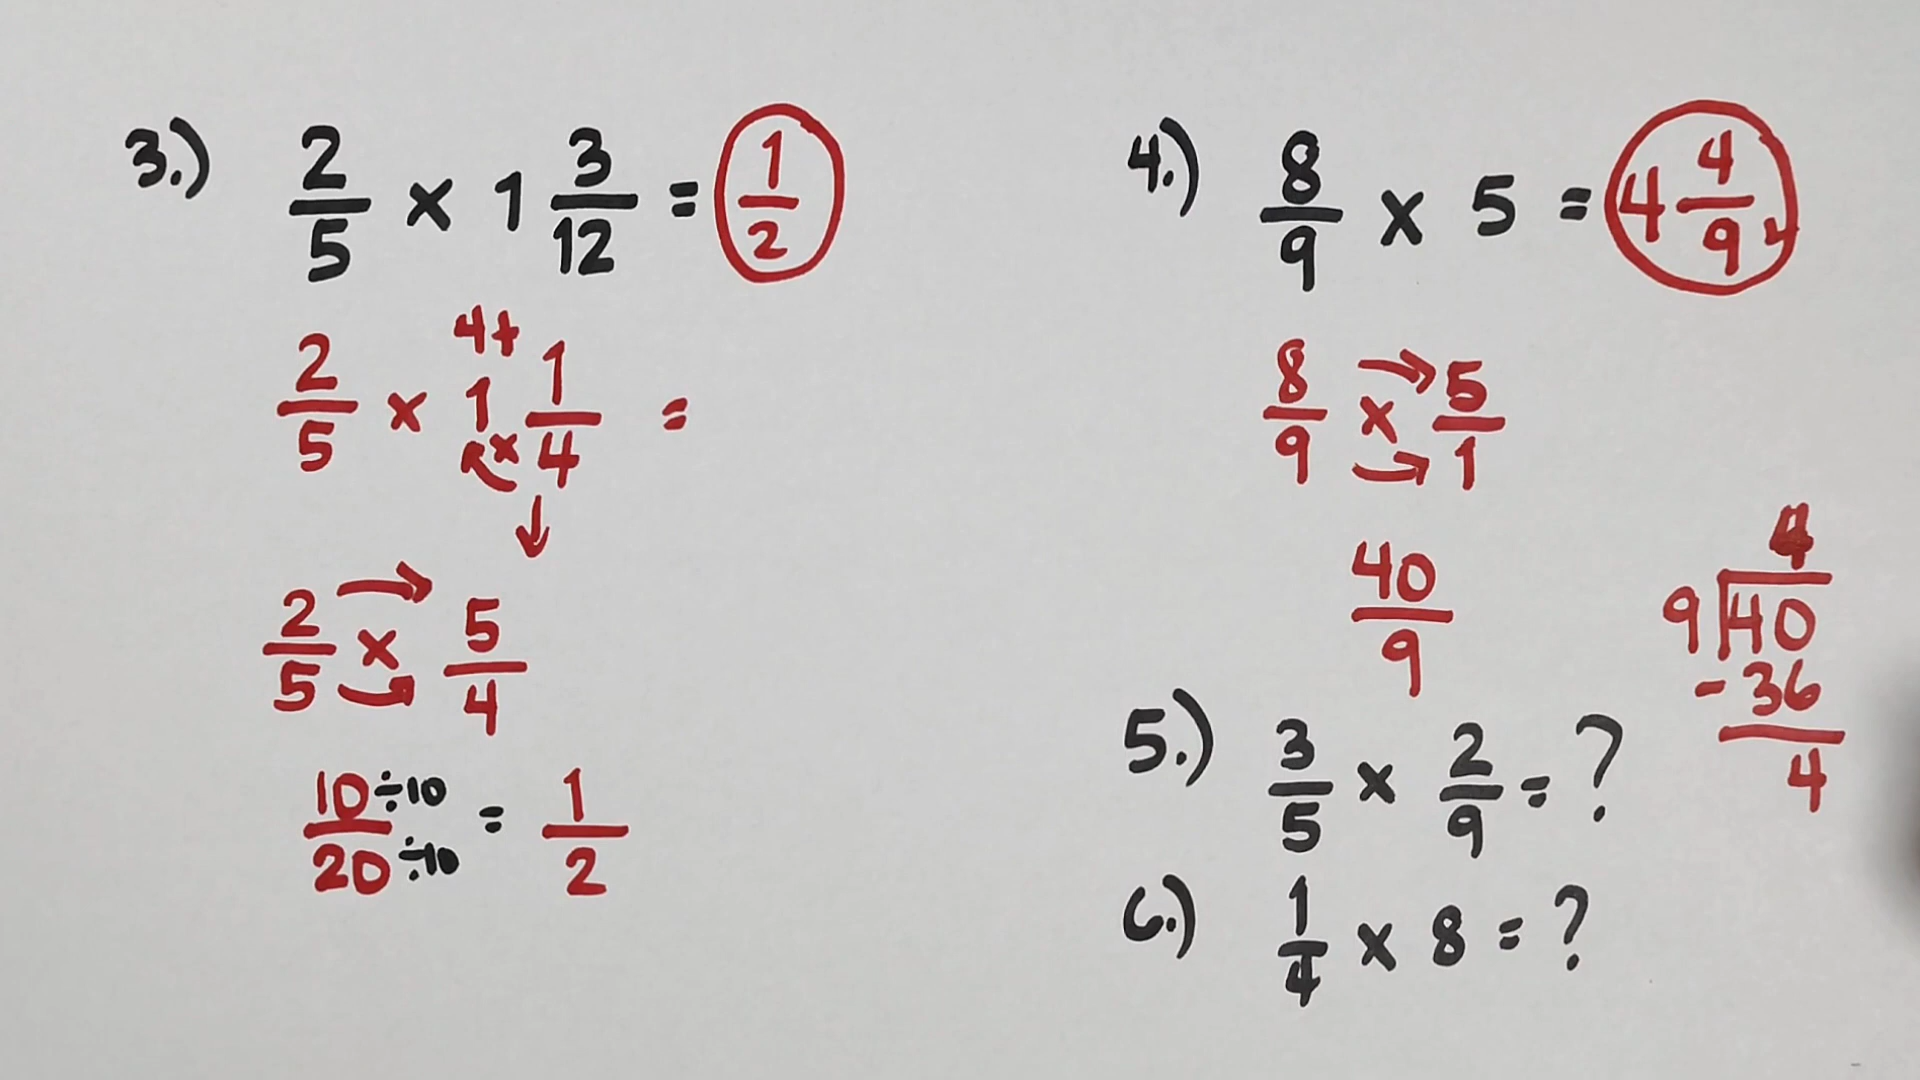 3.) 2/5 x 1 3/12 = 1/2
4+
2/5 x 1 x 1/4 =
2/5 x 5/4
10÷10/20÷10 = 1/2
4.) 8/9 x 5 = 4 4/9
8/9 x 5/1
40/9
4
9 40
- 36
4
5.) 3/5 x 2/9 = ?
6.) 1/4 x 8 = ?